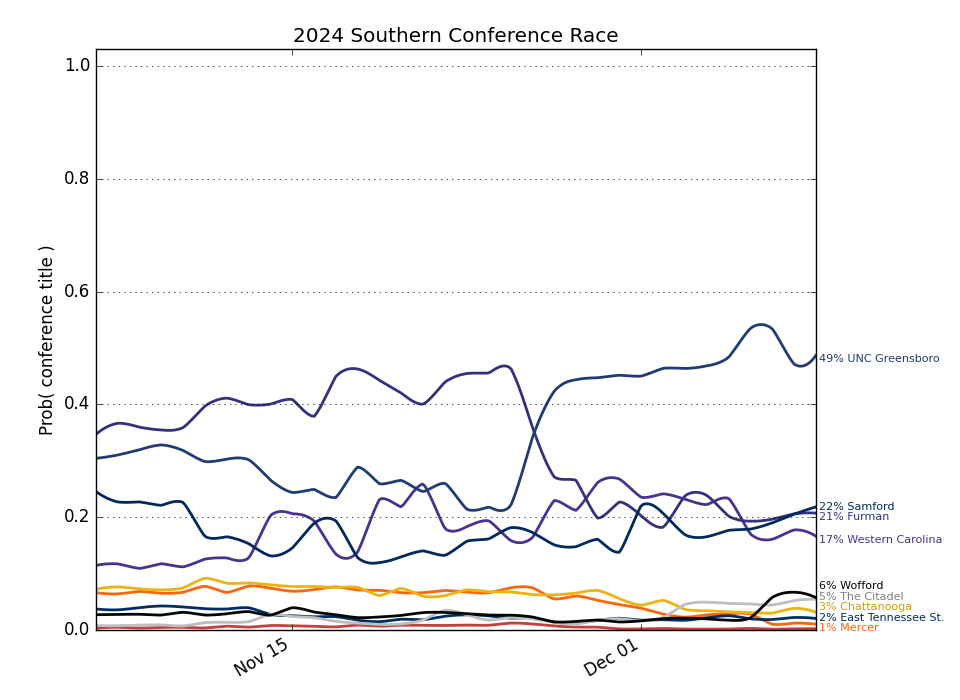 2024 Southern Conference Race
1.0
0.8
0.6
0.4
0.2
0.0
Prob( conference title )
Nov 15
Dec 01
49% UNC Greensboro
22% Samford
21% Furman
17% Western Carolina
6% Wofford
5% The Citadel
3% Chattanooga
2% East Tennessee St.
1% Mercer